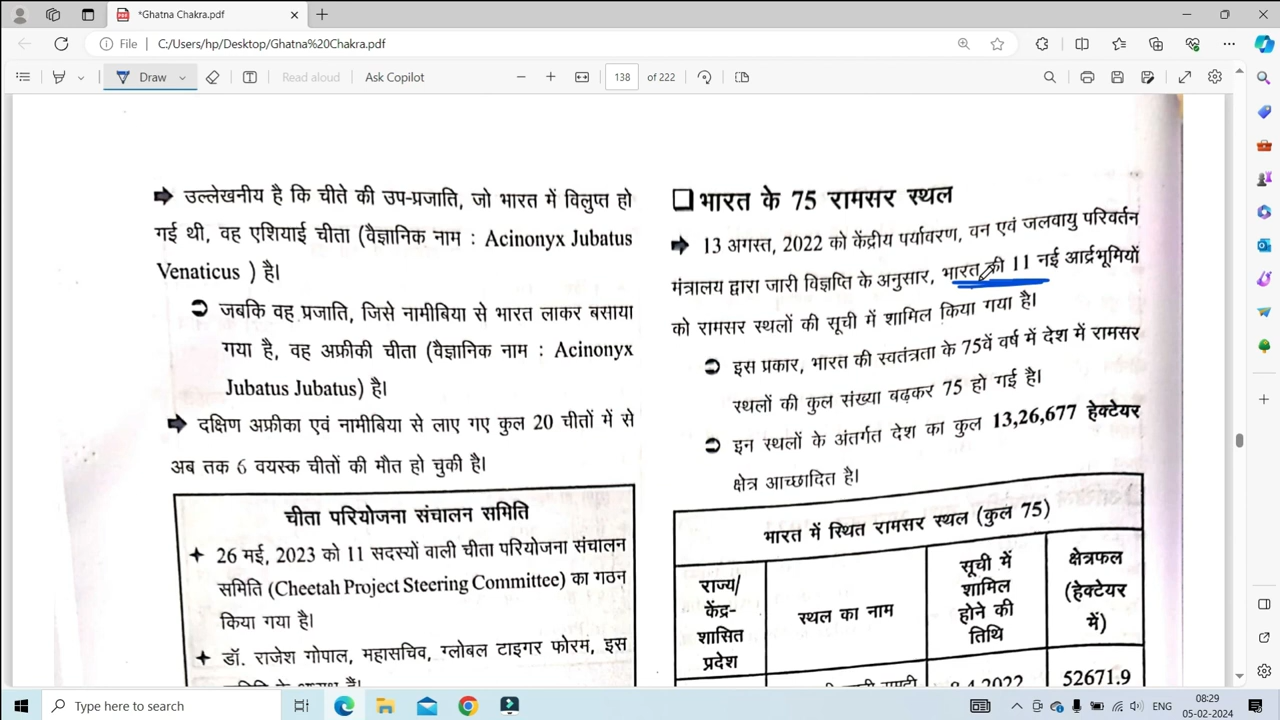 *Ghatna Chakra.pdf
File
C:/Users/hp/Desktop/Ghatna%20Chakra.pdf
Draw
Read aloud
Ask Copilot
138
of 222
➡ उल्लेखनीय है कि चीते की उप-प्रजाति, जो भारत में विलुप्त हो
गई थी, वह एशियाई चीता (वैज्ञानिक नाम : Acinonyx Jubatus
Venaticus ) है।
➲ जबकि वह प्रजाति, जिसे नामीबिया से भारत लाकर बसाया
गया है, वह अफ्रीकी चीता (वैज्ञानिक नाम : Acinonyx
Jubatus Jubatus) है।
➡ दक्षिण अफ्रीका एवं नामीबिया से लाए गए कुल 20 चीतों में से
अब तक 6 वयस्क चीतों की मौत हो चुकी है।
चीता परियोजना संचालन समिति
✦ 26 मई, 2023 को 11 सदस्यों वाली चीता परियोजना संचालन
समिति (Cheetah Project Steering Committee) का गठन
किया गया है।
✦ डॉ. राजेश गोपाल, महासचिव, ग्लोबल टाइगर फोरम, इस
❑ भारत के 75 रामसर स्थल
➡ 13 अगस्त, 2022 को केंद्रीय पर्यावरण, वन एवं जलवायु परिवर्तन
मंत्रालय द्वारा जारी विज्ञप्ति के अनुसार, भारत की 11 नई आर्द्रभूमियों
को रामसर स्थलों की सूची में शामिल किया गया है।
➲ इस प्रकार, भारत की स्वतंत्रता के 75वें वर्ष में देश में रामसर
स्थलों की कुल संख्या बढ़कर 75 हो गई है।
➲ इन स्थलों के अंतर्गत देश का कुल 13,26,677 हेक्टेयर
क्षेत्र आच्छादित है।
भारत में स्थित रामसर स्थल (कुल 75)
राज्य/
केंद्र-
शासित
प्रदेश
स्थल का नाम
सूची में
शामिल
होने की
तिथि
क्षेत्रफल
(हेक्टेयर
में)
8.4.2022
52671.9
Type here to search
ENG
08:29
05-02-2024